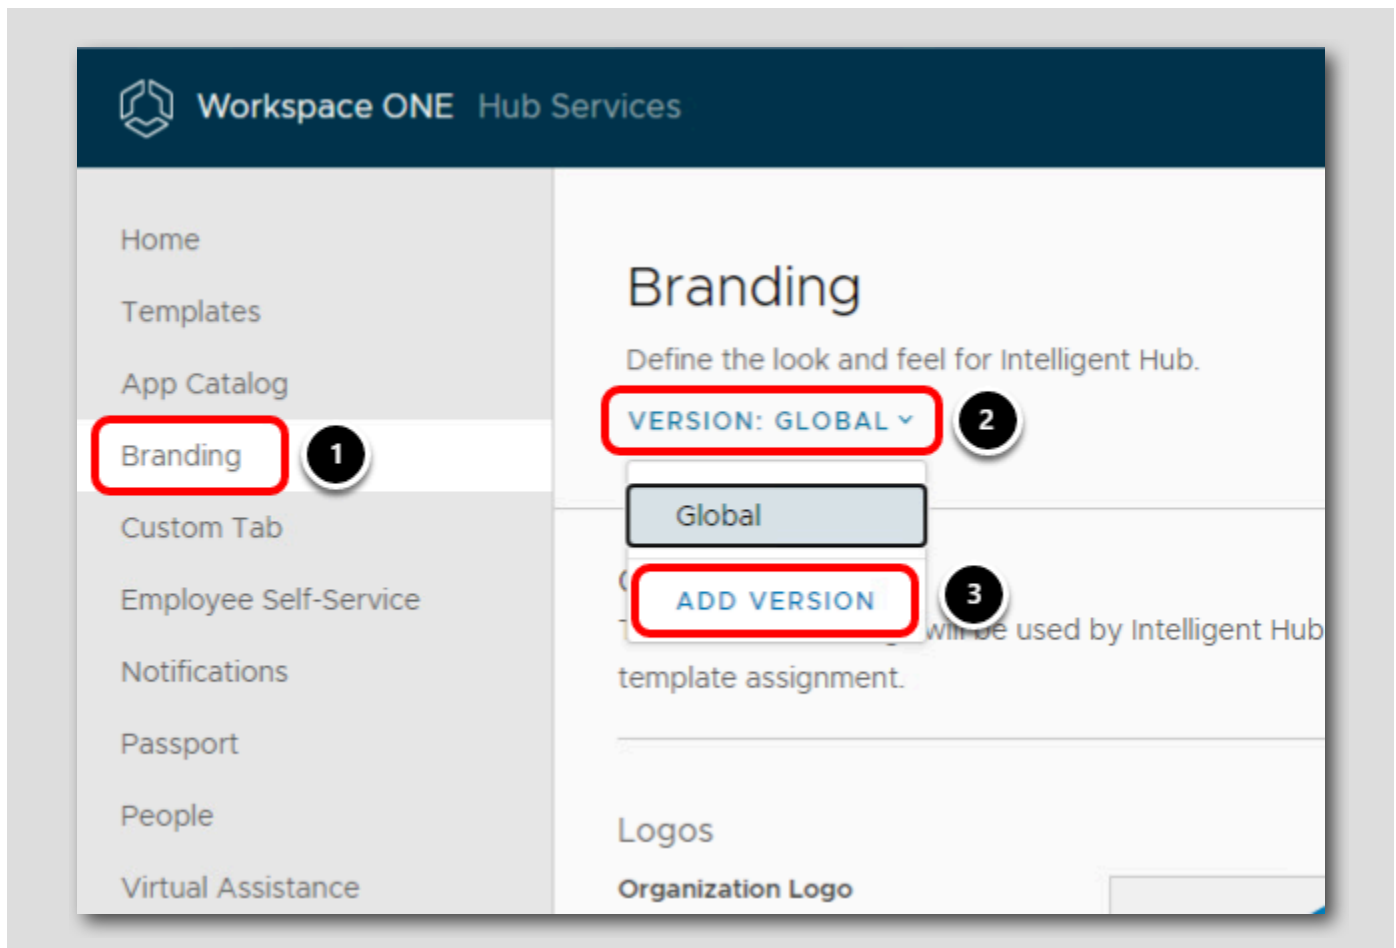 Workspace ONE Hub Services
Home
Templates
App Catalog
Branding
1
Custom Tab
Employee Self-Service
Notifications
Passport
People
Virtual Assistance
Branding
Define the look and feel for Intelligent Hub.
VERSION: GLOBAL
2
Global
ADD VERSION
3
will be used by Intelligent Hub
template assignment.
Logos
Organization Logo